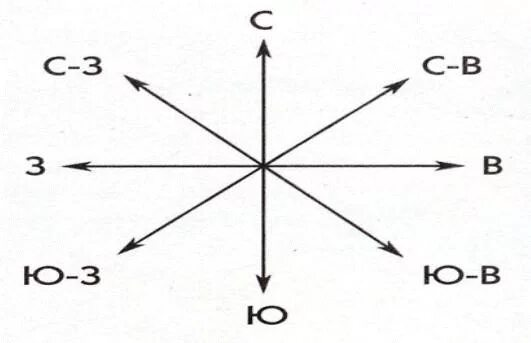 С
С-З С-В
З В
Ю-З Ю-В
Ю